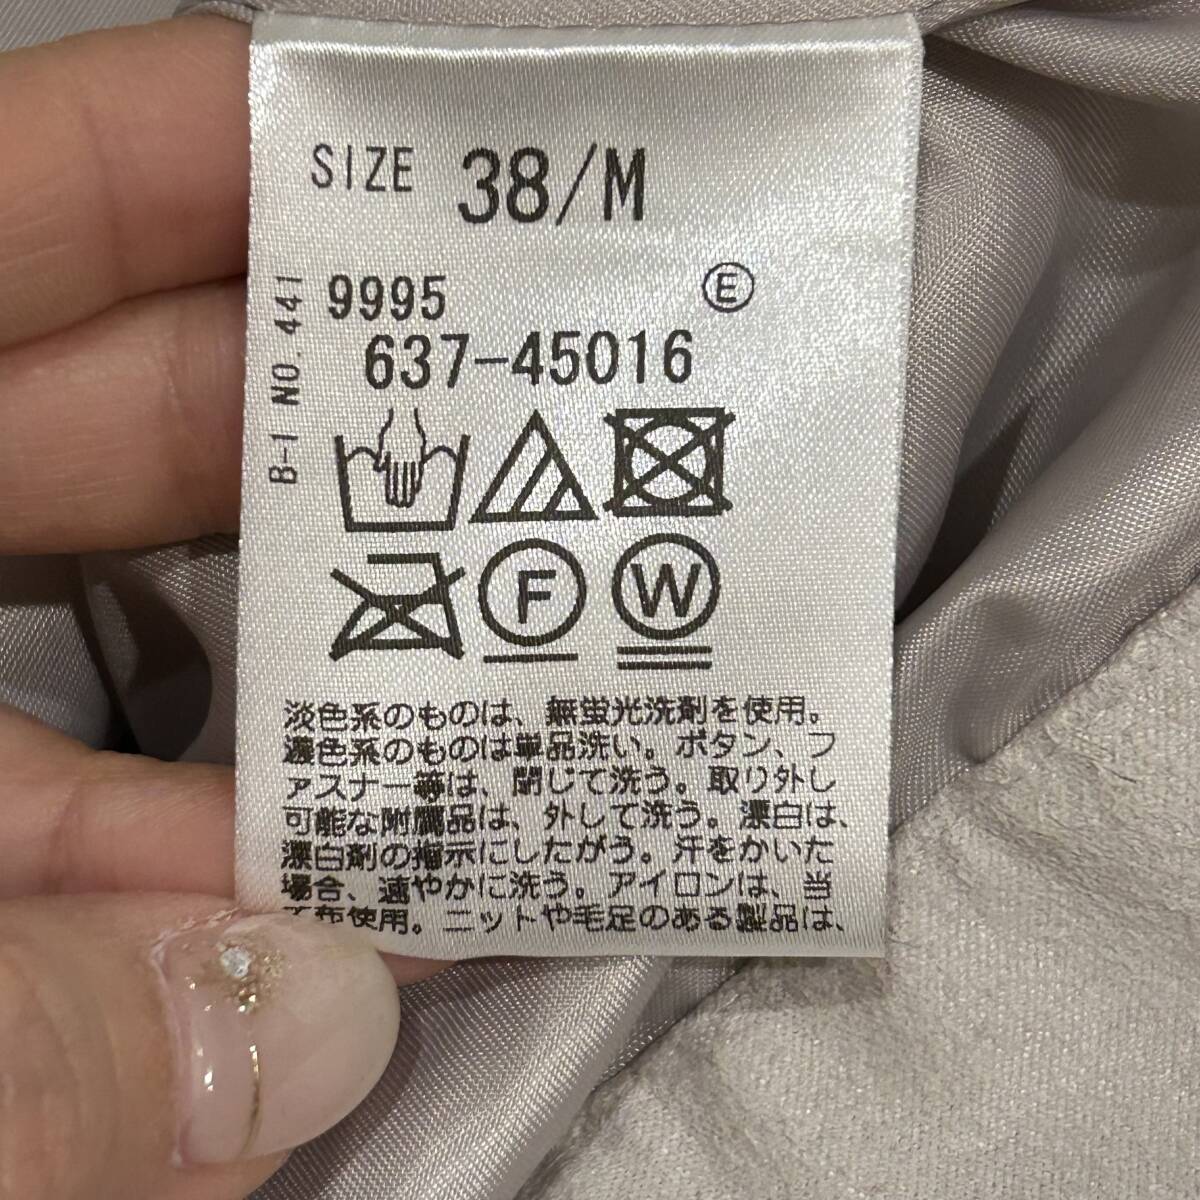 SIZE 38/M
9995 Ⓔ
637-45016
B-1 NO.441
F W
淡色系のものは、無蛍光洗剤を使用。
濃色系のものは単品洗い。ボタン、フ
ァスナー等は、閉じて洗う。取り外し
可能な附属品は、外して洗う。漂白は、
漂白剤の指示にしたがう。汗をかいた
場合、速やかに洗う。アイロンは、当
て布使用。ニットや毛足のある製品は、